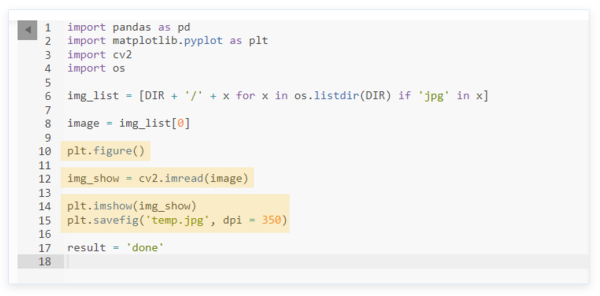 1 import pandas as pd
2 import matplotlib.pyplot as plt
3 import cv2
4 import os
5
6 img_list = [DIR + '/' + x for x in os.listdir(DIR) if 'jpg' in x]
7
8 image = img_list[0]
9
10 plt.figure()
11
12 img_show = cv2.imread(image)
13
14 plt.imshow(img_show)
15 plt.savefig('temp.jpg', dpi = 350)
16
17 result = 'done'
18